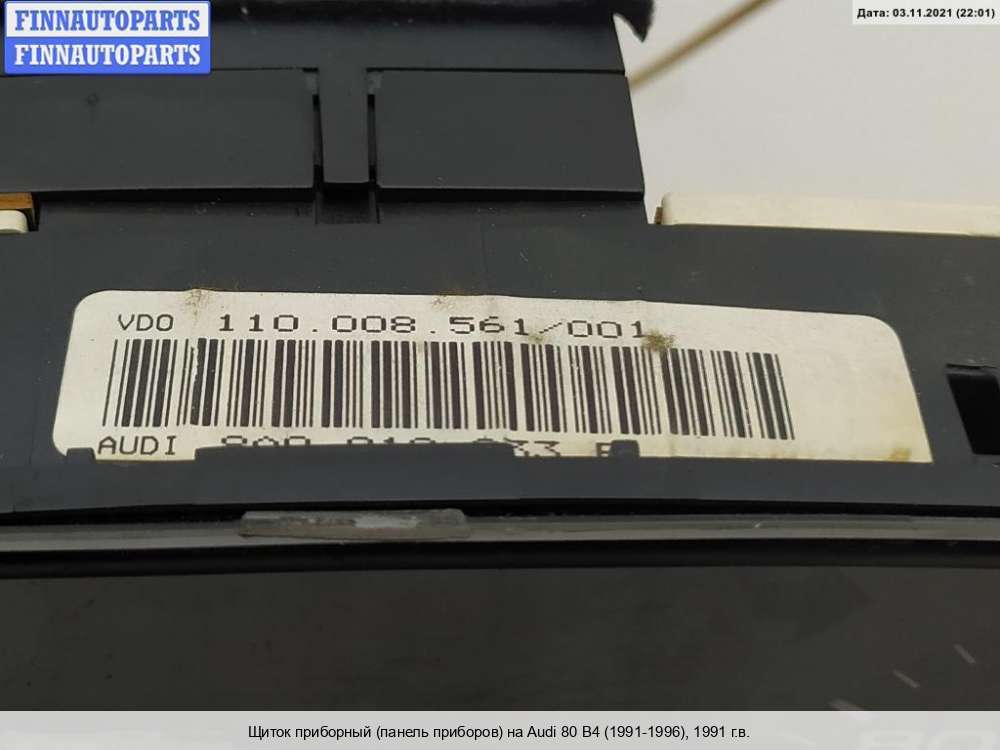 FINNAUTOPARTS
FINNAUTOPARTS
Дата: 03.11.2021 (22:01)
VDO 110.008.561/001
AUDI
Щиток приборный (панель приборов) на Audi 80 B4 (1991-1996), 1991 г.в.